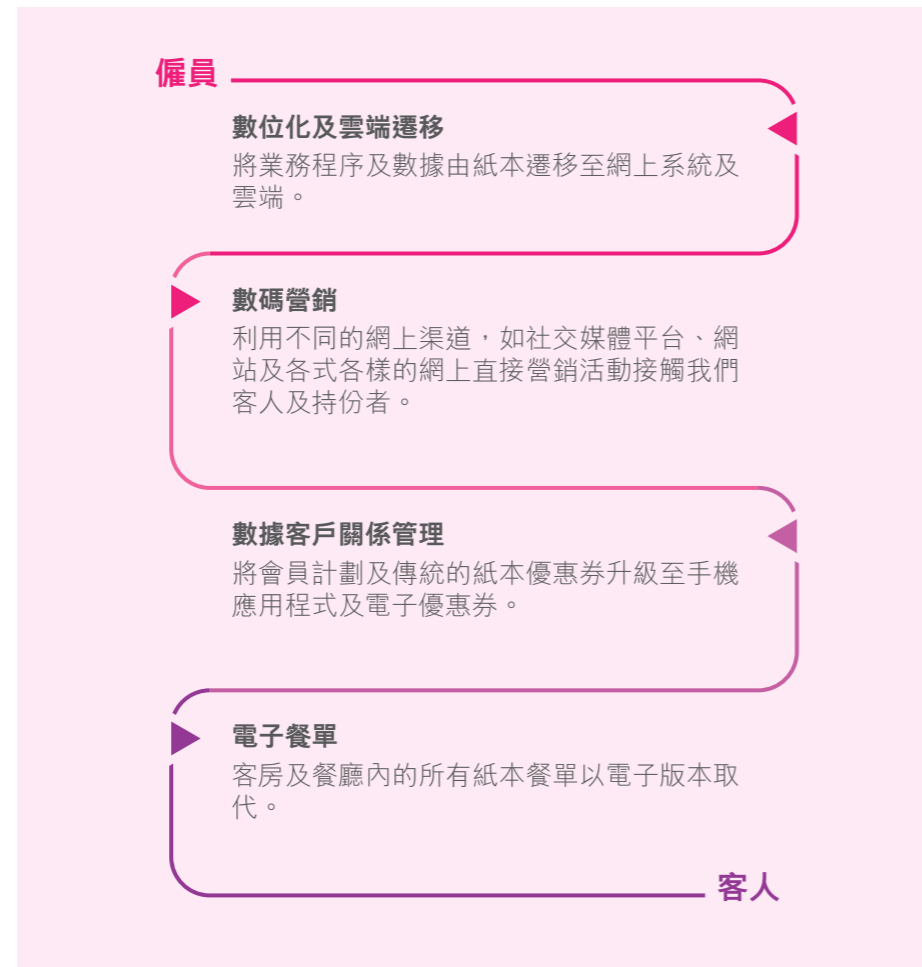 僱員
數位化及雲端遷移
將業務程序及數據由紙本遷移至網上系統及
雲端。
數碼營銷
利用不同的網上渠道，如社交媒體平台、網
站及各式各樣的網上直接營銷活動接觸我們
客人及持份者。
數據客戶關係管理
將會員計劃及傳統的紙本優惠券升級至手機
應用程式及電子優惠券。
電子餐單
客房及餐廳內的所有紙本餐單以電子版本取
代。
客人